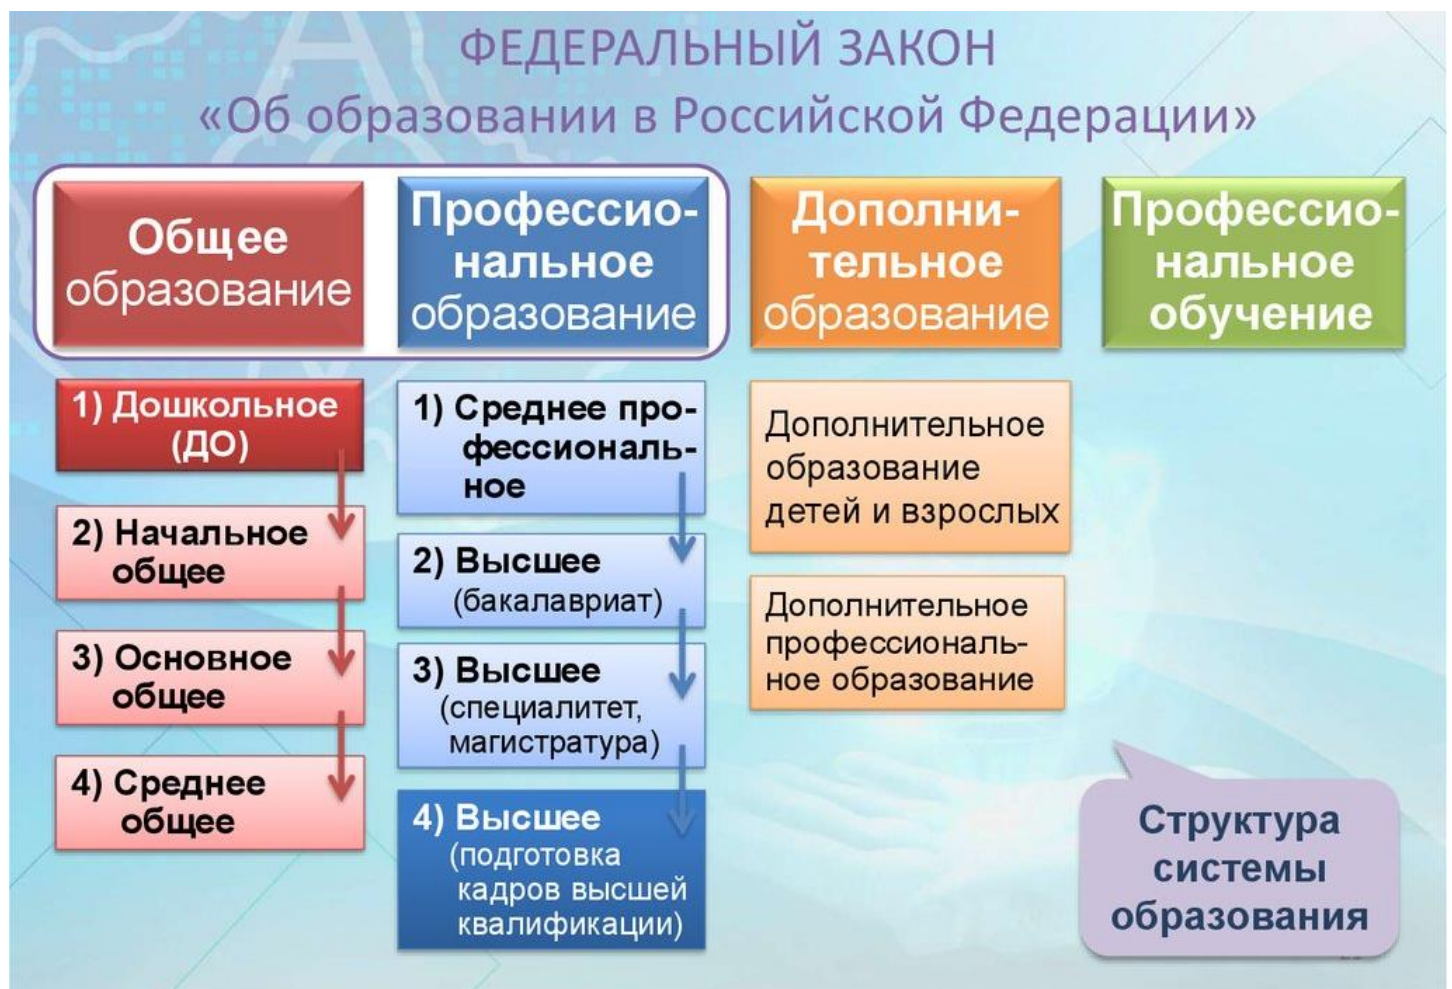 ФЕДЕРАЛЬНЫЙ ЗАКОН
«Об образовании в Российской Федерации»
Общее
образование
Профессио-
нальное
образование
Дополни-
тельное
образование
Профессио-
нальное
обучение
1) Дошкольное
(ДО)
2) Начальное
общее
3) Основное
общее
4) Среднее
общее
1) Среднее про-
фессиональ-
ное
2) Высшее
(бакалавриат)
3) Высшее
(специалитет,
магистратура)
4) Высшее
(подготовка
кадров высшей
квалификации)
Дополнительное
образование
детей и взрослых
Дополнительное
профессиональ-
ное образование
Структура
системы
образования